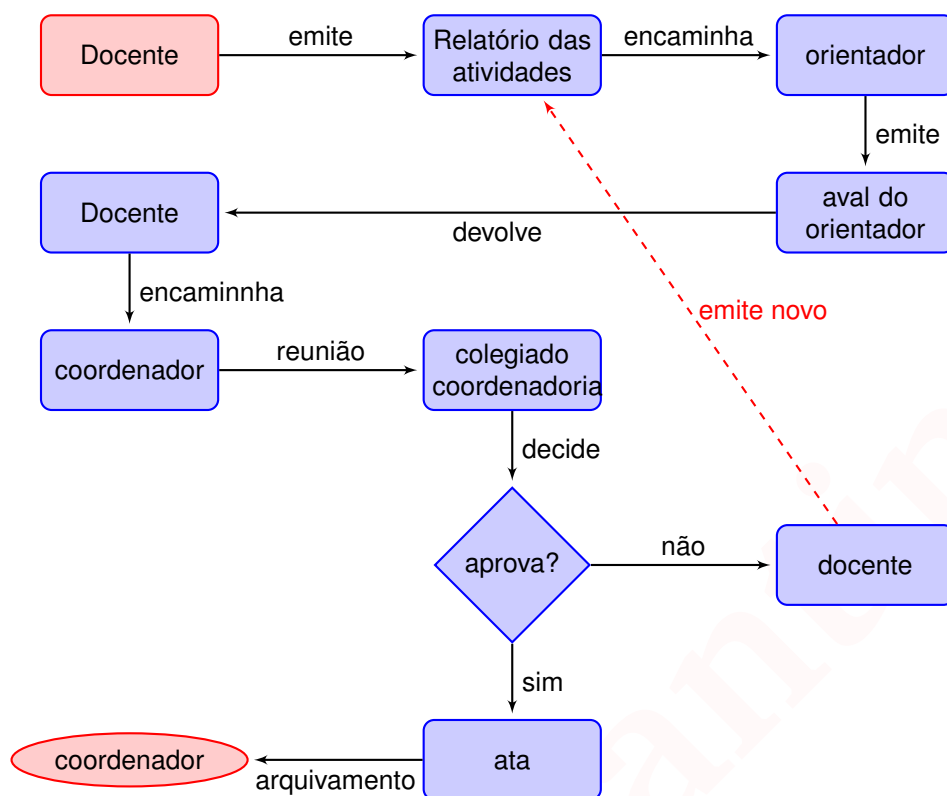 Docente
emite
Relatório das
atividades
encaminha
orientador
emite
aval do
orientador
devolve
Docente
encaminnha
coordenador
reunião
colegiado
coordenadoria
decide
emite novo
aprova?
não
docente
sim
ata
arquivamento
coordenador